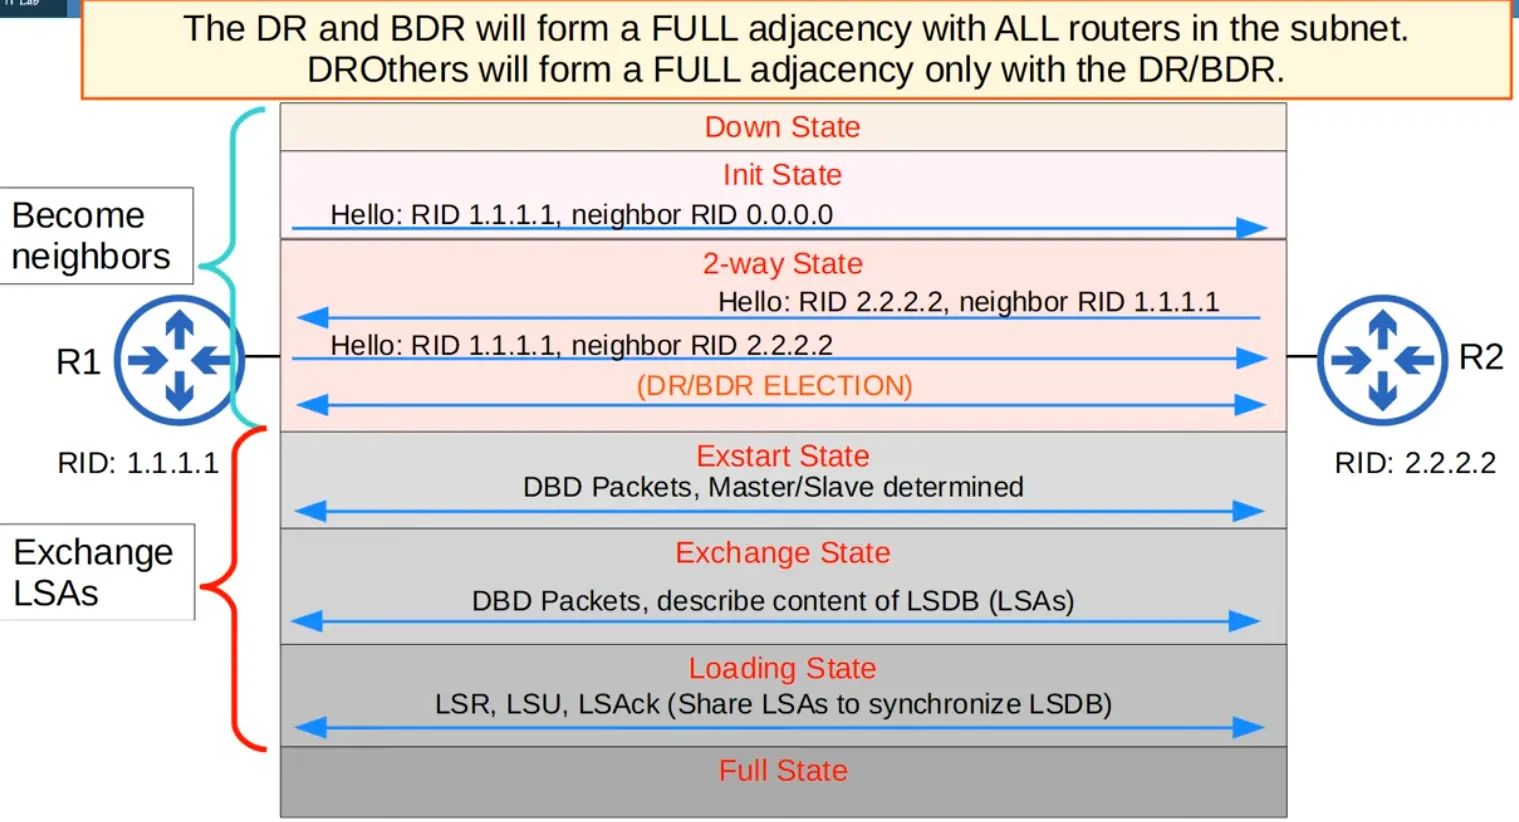 IT Lab
The DR and BDR will form a FULL adjacency with ALL routers in the subnet.
DROthers will form a FULL adjacency only with the DR/BDR.
Down State
Init State
Hello: RID 1.1.1.1, neighbor RID 0.0.0.0
Become
neighbors
2-way State
Hello: RID 2.2.2.2, neighbor RID 1.1.1.1
Hello: RID 1.1.1.1, neighbor RID 2.2.2.2
(DR/BDR ELECTION)
R1
RID: 1.1.1.1
R2
RID: 2.2.2.2
Exstart State
DBD Packets, Master/Slave determined
Exchange
LSAs
Exchange State
DBD Packets, describe content of LSDB (LSAs)
Loading State
LSR, LSU, LSAck (Share LSAs to synchronize LSDB)
Full State